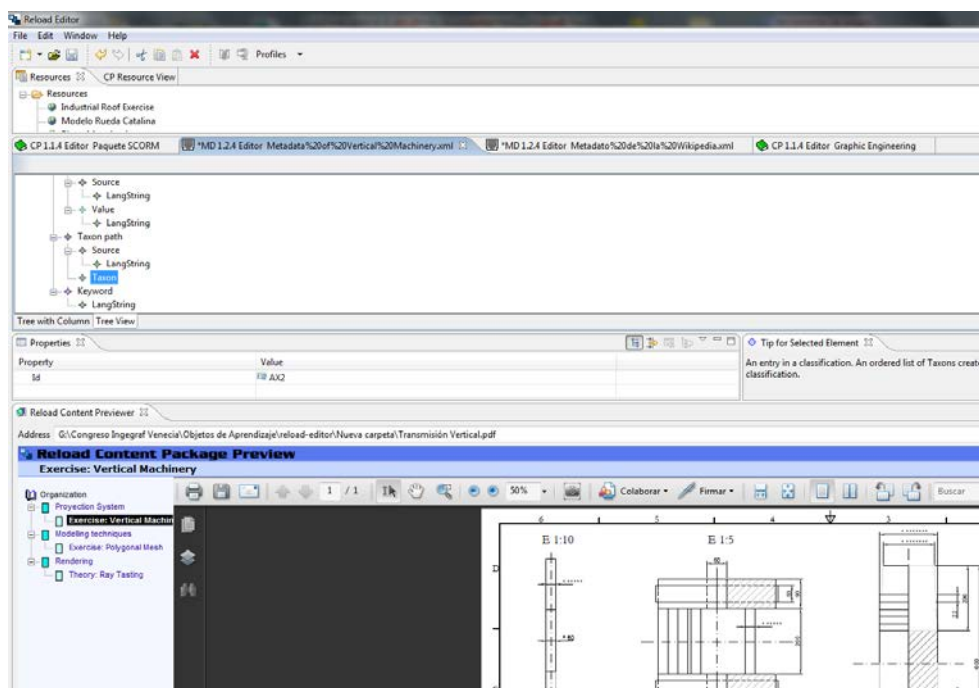 Reload Editor
File Edit Window Help
Profiles
Resources CP Resource View
Resources
Industrial Roof Exercise
Modelo Rueda Catalina
CP 1.1.4 Editor Paquete SCORM *MD 1.2.4 Editor Metadata%20of%20Vertical%20Machinery.xml *MD 1.2.4 Editor Metadato%20de%20la%20Wikipedia.xml CP 1.1.4 Editor Graphic Engineering
Source
LangString
Value
LangString
Taxon path
Source
LangString
Taxon
Keyword
LangString
Tree with Column Tree View
Properties
Property Value
Id AX2
Tip for Selected Element
An entry in a classification. An ordered list of Taxons create
classification.
Reload Content Previewer
Address G:\Congreso Ingegraf Venecia\Objetos de Aprendizaje\reload-editor\Nueva carpeta\Transmisión Vertical.pdf
Reload Content Package Preview
Exercise: Vertical Machinery
Organization
Proyection System
Exercise: Vertical Machin
Modeling techniques
Exercise: Polygonal Mesh
Rendering
Theory: Ray Tasting
1 / 1 50% Colaborar Firmar Buscar
6 5 4 3
E 1:10 E 1:5
D